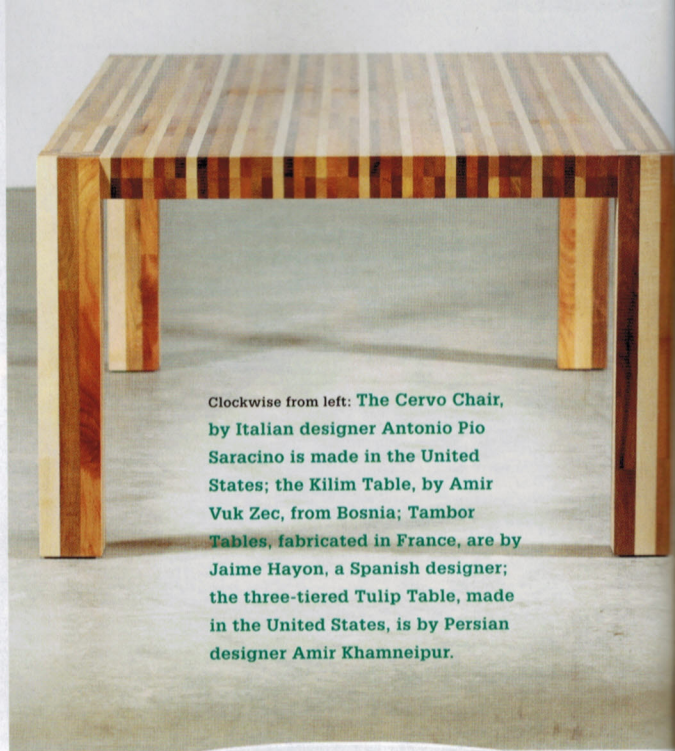 Clockwise from left: The Cervo Chair,
by Italian designer Antonio Pio
Saracino is made in the United
States; the Kilim Table, by Amir
Vuk Zec, from Bosnia; Tambor
Tables, fabricated in France, are by
Jaime Hayon, a Spanish designer;
the three-tiered Tulip Table, made
in the United States, is by Persian
designer Amir Khamneipur.